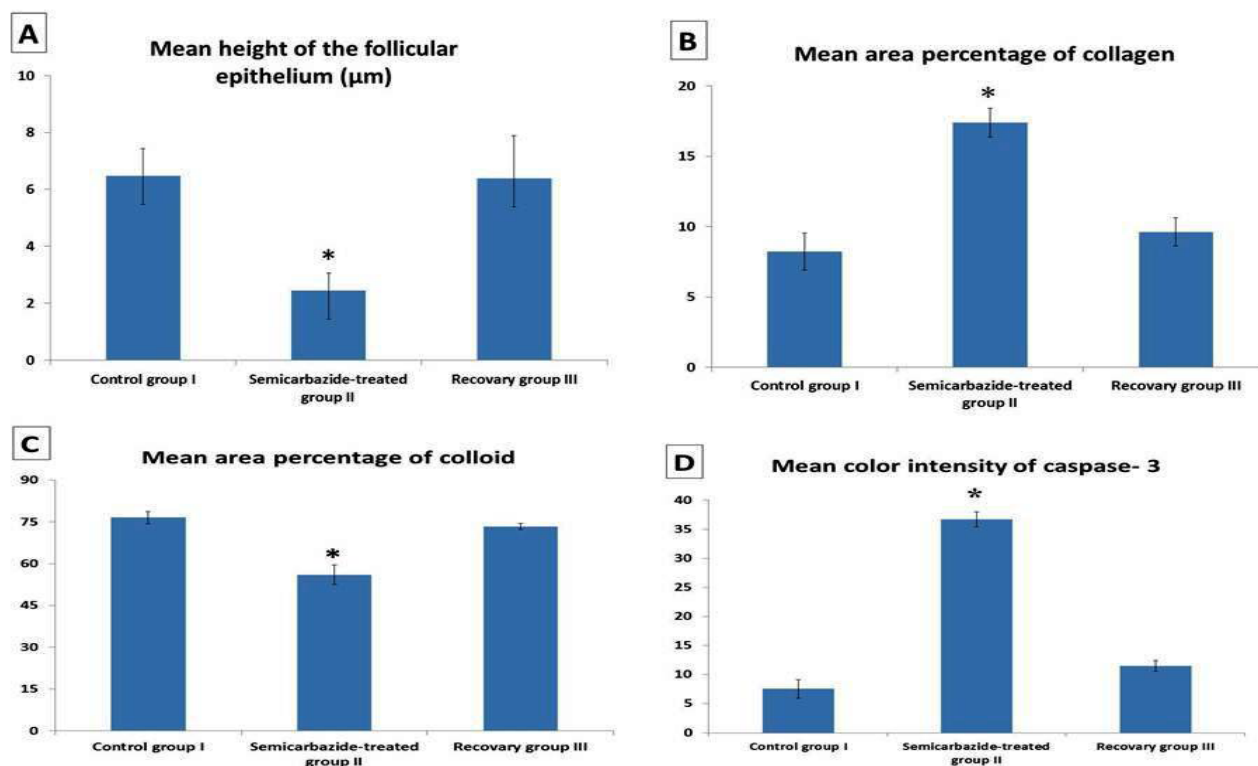 A
Mean height of the follicular
epithelium (μm)
10
8
6
4
2
0
*
Control group I
Semicarbazide-treated
group II
Recovary group III
B
Mean area percentage of collagen
20
15
10
5
0
*
Control group I
Semicarbazide-treated
group II
Recovary group III
C
Mean area percentage of colloid
90
75
60
45
30
15
0
*
Control group I
Semicarbazide-treated
group II
Recovary group III
D
Mean color intensity of caspase- 3
40
35
30
25
20
15
10
5
0
*
Control group I
Semicarbazide-treated
group II
Recovary group III